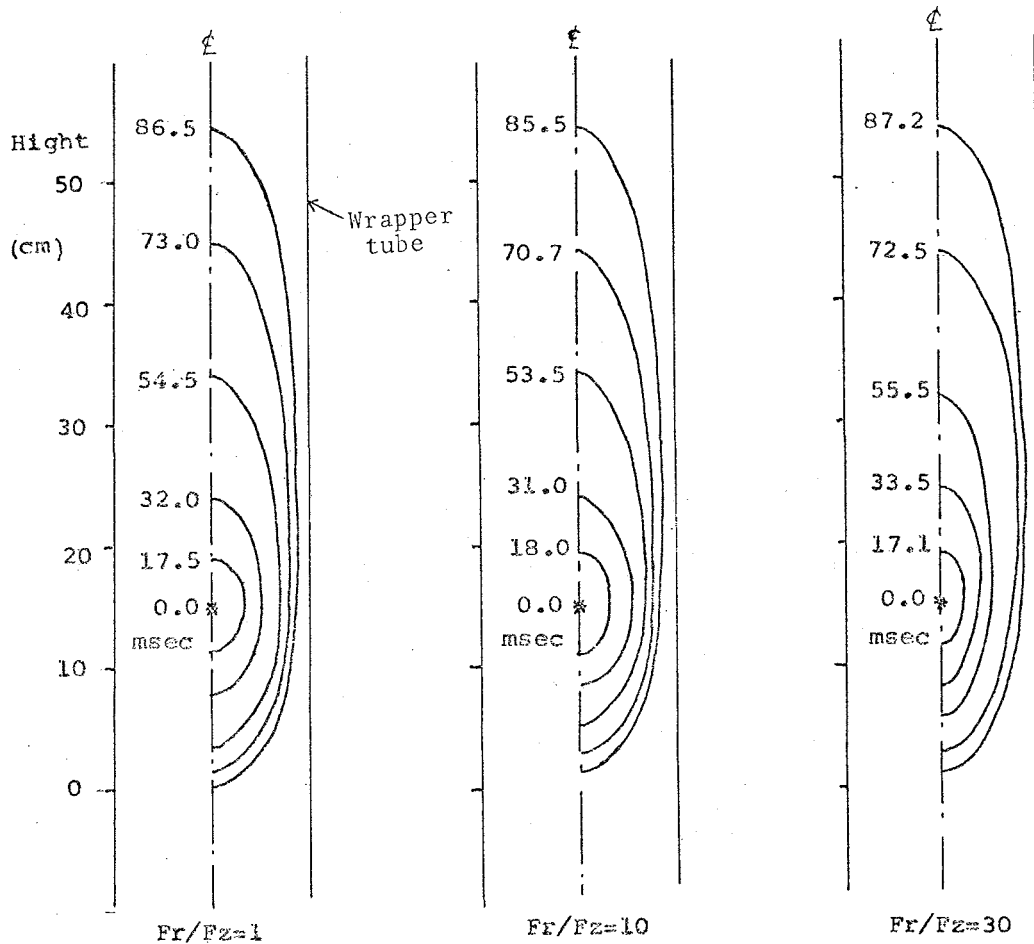 ℄
℄
℄
86.5
85.5
87.2
Hight
50
(cm)
73.0
Wrapper
tube
70.7
72.5
40
54.5
53.5
55.5
30
32.0
31.0
33.5
20
17.5
18.0
17.1
0.0
0.0
0.0
msec
msec
msec
10
0
Fr/Fz=1
Fr/Fz=10
Fr/Fz=30